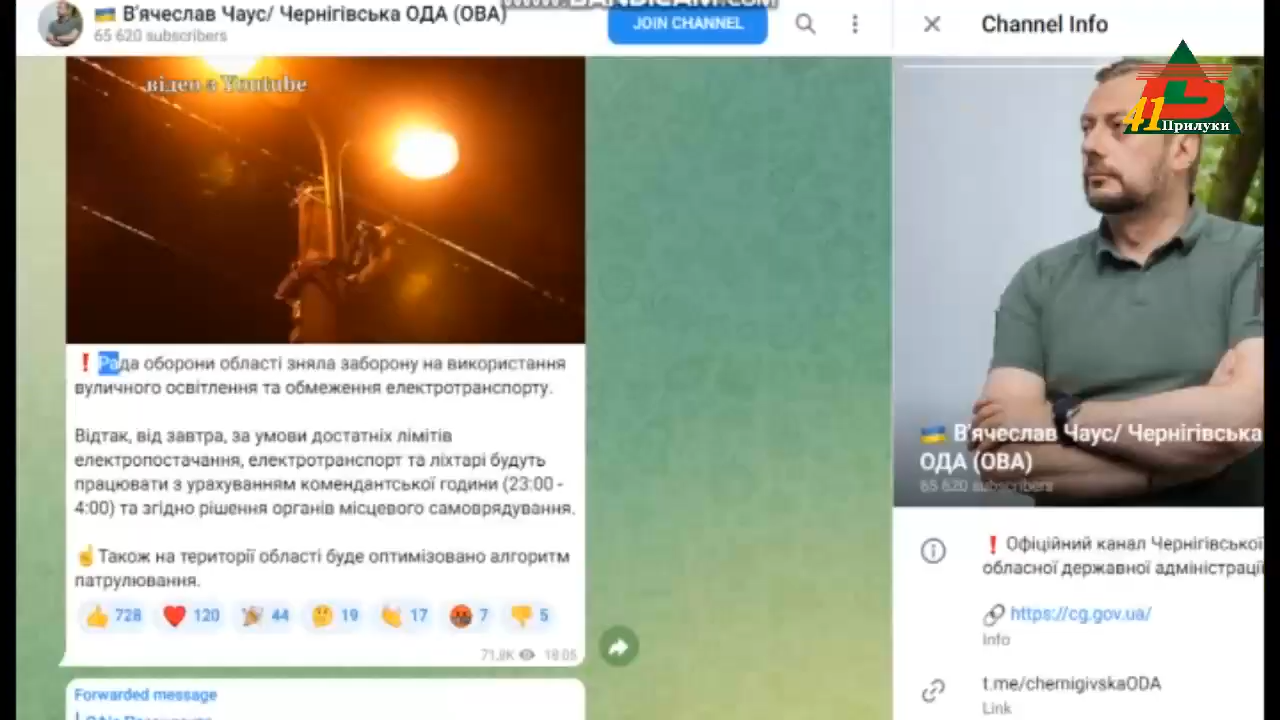 WWW.BANDICAM.COM
В'ячеслав Чаус/ Чернігівська ОДА (ОВА)
65 620 subscribers
JOIN CHANNEL
Channel Info
відео з Youtube
41
Прилуки
❗ Рада оборони області зняла заборону на використання
вуличного освітлення та обмеження електротранспорту.
Відтак, від завтра, за умови достатніх лімітів
електропостачання, електротранспорт та ліхтарі будуть
працювати з урахуванням комендантської години (23:00 -
4:00) та згідно рішення органів місцевого самоврядування.
☝Також на території області буде оптимізовано алгоритм
патрулювання.
👍 728 ❤ 120 🎉 44 🤔 19 👏 17 🤬 7 👎 5
71,8K 18:05
Forwarded message
В'ячеслав Чаус/ Чернігівська
ОДА (ОВА)
65 620 subscribers
❗ Офіційний канал Чернігівської
обласної державної адміністрації
https://cg.gov.ua/
Info
t.me/chernigivskaODA
Link